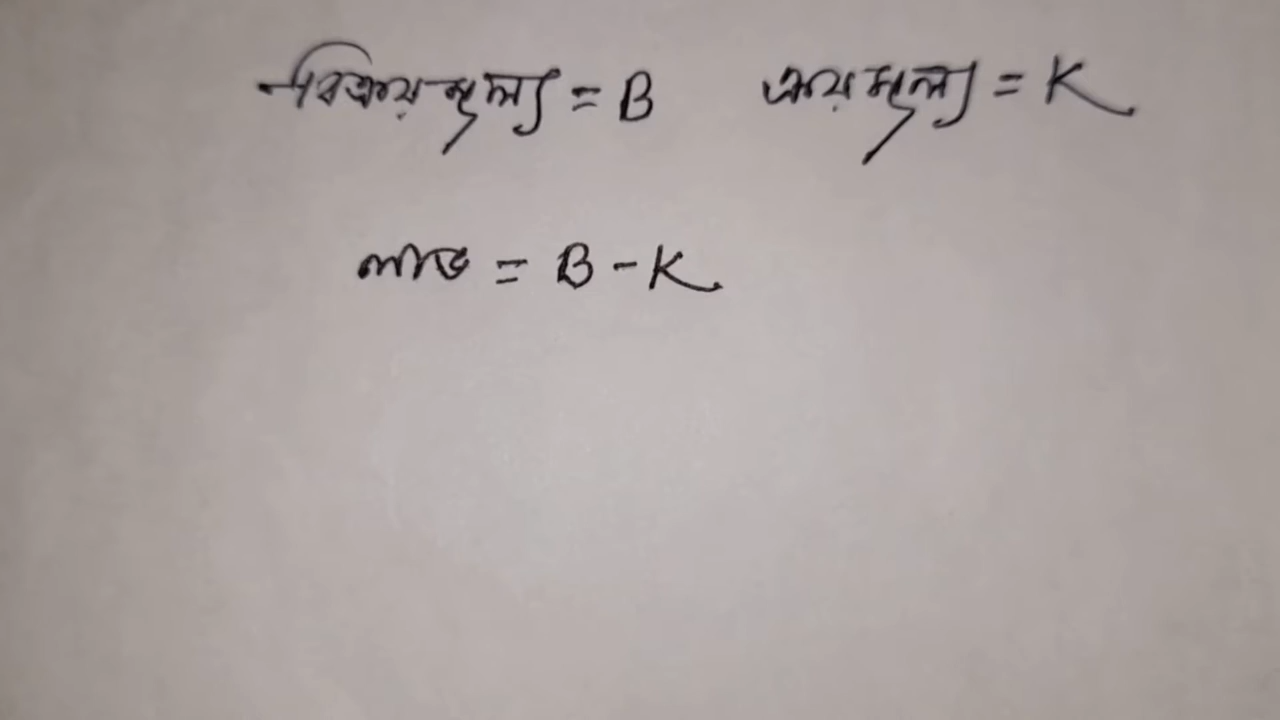 বিক্রয়মূল্য = B ক্রয়মূল্য = K
লাভ = B - K